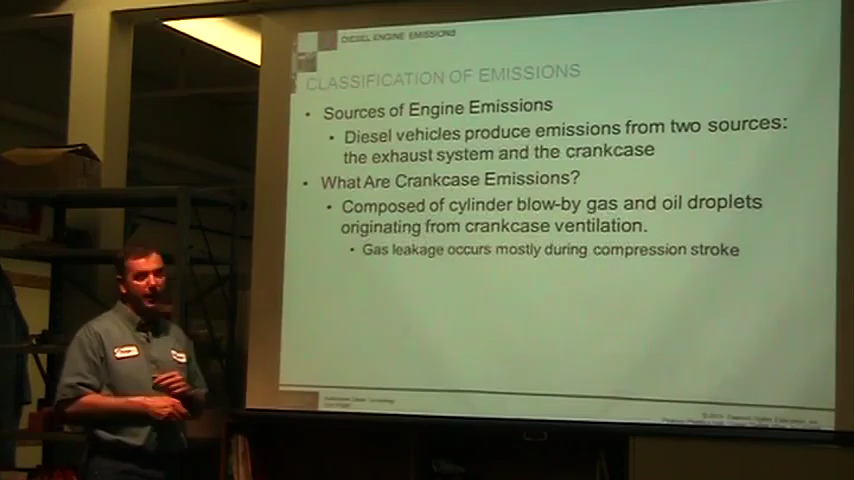 DIESEL ENGINE EMISSIONS
CLASSIFICATION OF EMISSIONS
• Sources of Engine Emissions
• Diesel vehicles produce emissions from two sources:
the exhaust system and the crankcase
• What Are Crankcase Emissions?
• Composed of cylinder blow-by gas and oil droplets
originating from crankcase ventilation.
• Gas leakage occurs mostly during compression stroke